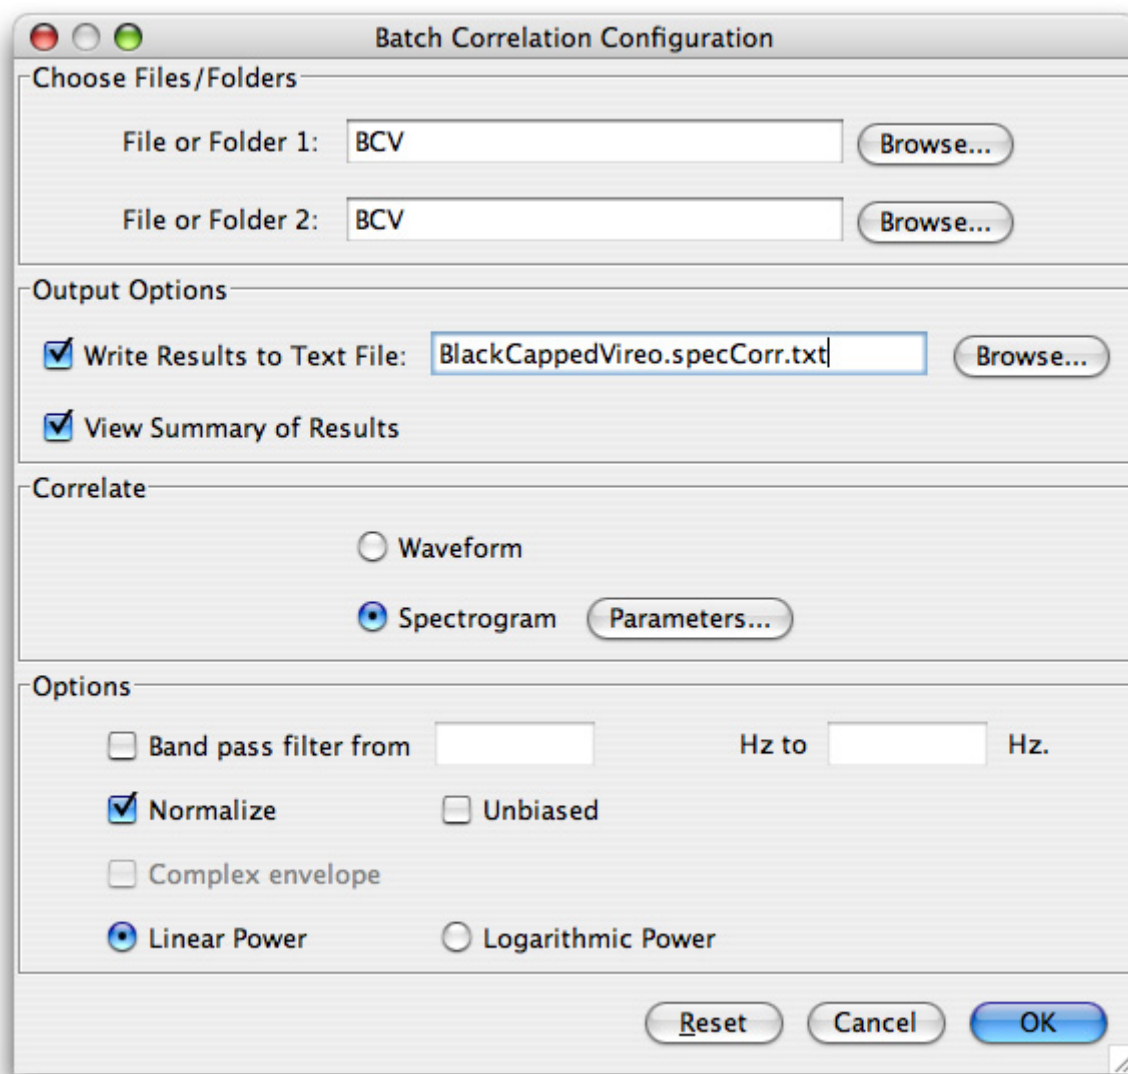 Batch Correlation Configuration
Choose Files/Folders
File or Folder 1: BCV Browse...
File or Folder 2: BCV Browse...
Output Options
Write Results to Text File: BlackCappedVireo.specCorr.txt Browse...
View Summary of Results
Correlate
Waveform
Spectrogram Parameters...
Options
Band pass filter from Hz to Hz.
Normalize Unbiased
Complex envelope
Linear Power Logarithmic Power
Reset Cancel OK